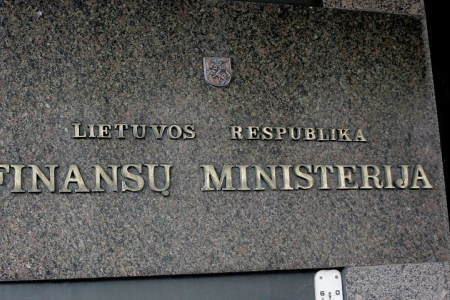 LIETUVOS RESPUBLIKA
FINANSŲ MINISTERIJA